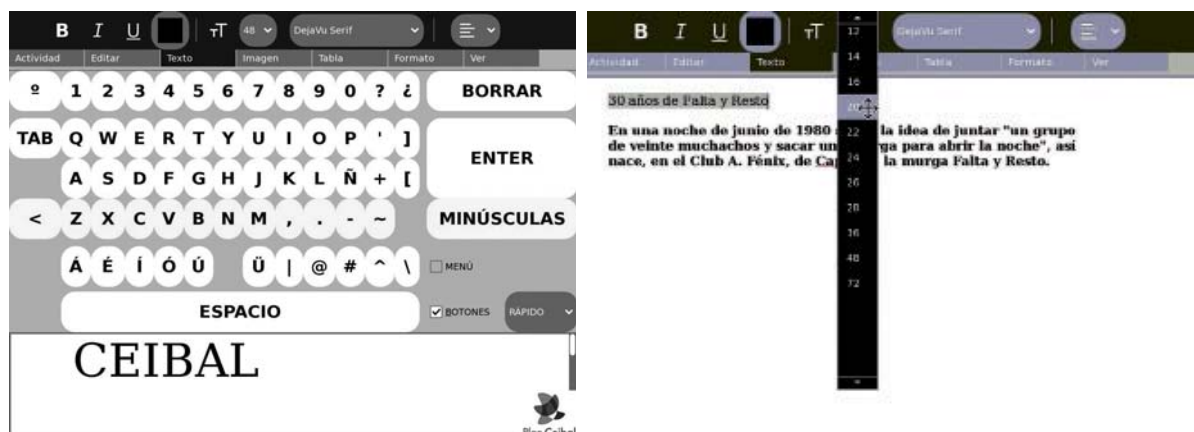 B I U тT 48 DejaVu Serif
Actividad Editar Texto Imagen Tabla Formato Ver
º 1 2 3 4 5 6 7 8 9 0 ? ¿ BORRAR
TAB Q W E R T Y U I O P ' ] ENTER
A S D F G H J K L Ñ + [
< Z X C V B N M , . - ~ MINÚSCULAS
Á É Í Ó Ú Ü | @ # ^ \ MENÚ
ESPACIO BOTONES RÁPIDO
CEIBAL
B I U тT DejaVu Serif
Actividad Editar Texto Tabla Formato Ver
12
14
16
20
22
24
26
28
36
48
72
30 años de Falta y Resto
En una noche de junio de 1980 la idea de juntar "un grupo
de veinte muchachos y sacar un para abrir la noche", así
nace, en el Club A. Fénix, de la murga Falta y Resto.